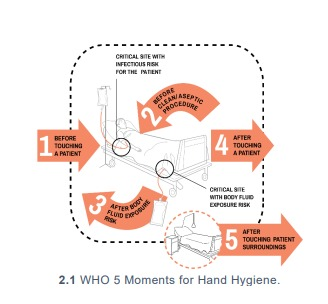 CRITICAL SITE WITH
INFECTIOUS RISK
FOR THE PATIENT
2
BEFORE
CLEAN/ASEPTIC
PROCEDURE
1
BEFORE
TOUCHING
A PATIENT
4
AFTER
TOUCHING
A PATIENT
CRITICAL SITE
WITH BODY FLUID
EXPOSURE RISK
3
AFTER BODY
FLUID EXPOSURE
RISK
5
AFTER
TOUCHING PATIENT
SURROUNDINGS
2.1 WHO 5 Moments for Hand Hygiene.